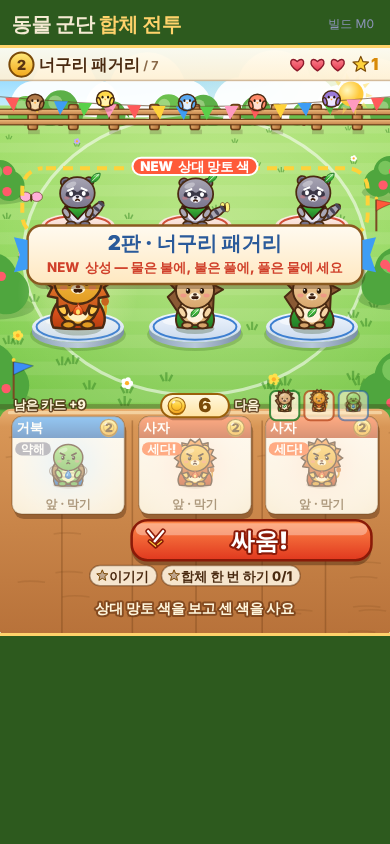 동물 군단 합체 전투
빌드 M0
2 너구리 패거리 / 7
1
NEW 상대 망토 색
2판 · 너구리 패거리
NEW 상성 — 물은 불에, 불은 풀에, 풀은 물에 세요
남은 카드 +9
6
다음
거북 2
약해
앞 · 막기
사자 2
세다!
앞 · 막기
사자 2
세다!
앞 · 막기
싸움!
이기기
합체 한 번 하기 0/1
상대 망토 색을 보고 센 색을 사요